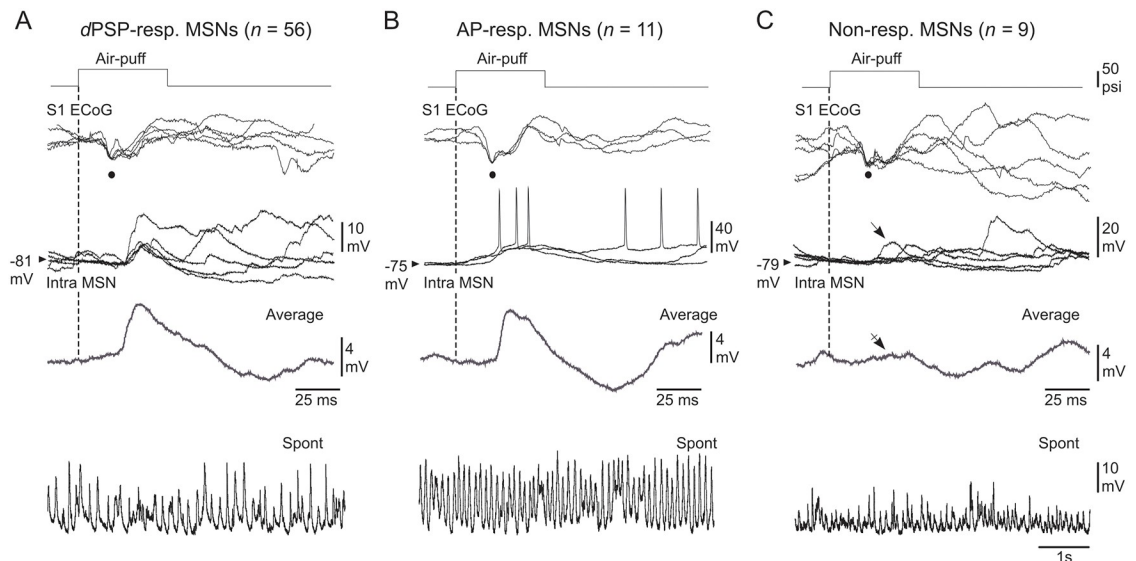 A
dPSP-resp. MSNs (n = 56)
Air-puff
S1 ECoG
10
mV
-81
mV
Intra MSN
Average
4
mV
25 ms
Spont
B
AP-resp. MSNs (n = 11)
Air-puff
S1 ECoG
40
mV
-75
mV
Intra MSN
Average
4
mV
25 ms
Spont
C
Non-resp. MSNs (n = 9)
Air-puff
50
psi
S1 ECoG
20
mV
-79
mV
Intra MSN
Average
4
mV
25 ms
Spont
10
mV
1s